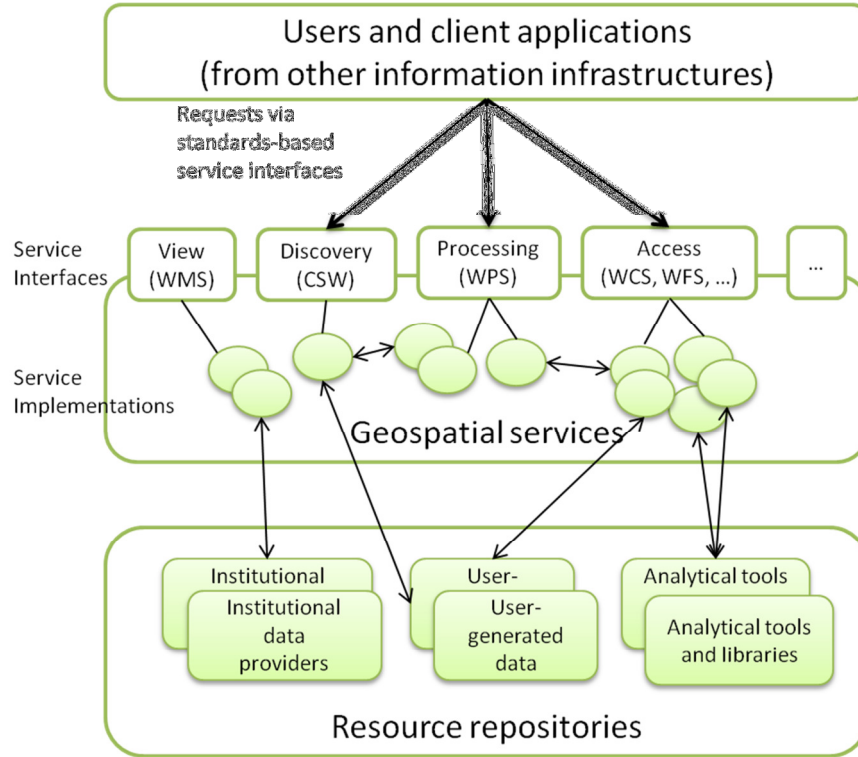 Users and client applications
(from other information infrastructures)
Requests via
standards-based
service interfaces
Service
Interfaces
View
(WMS)
Discovery
(CSW)
Processing
(WPS)
Access
(WCS, WFS, ...)
...
Service
Implementations
Geospatial services
Institutional
Institutional
data
providers
User-
User-
generated
data
Analytical tools
Analytical tools
and libraries
Resource repositories